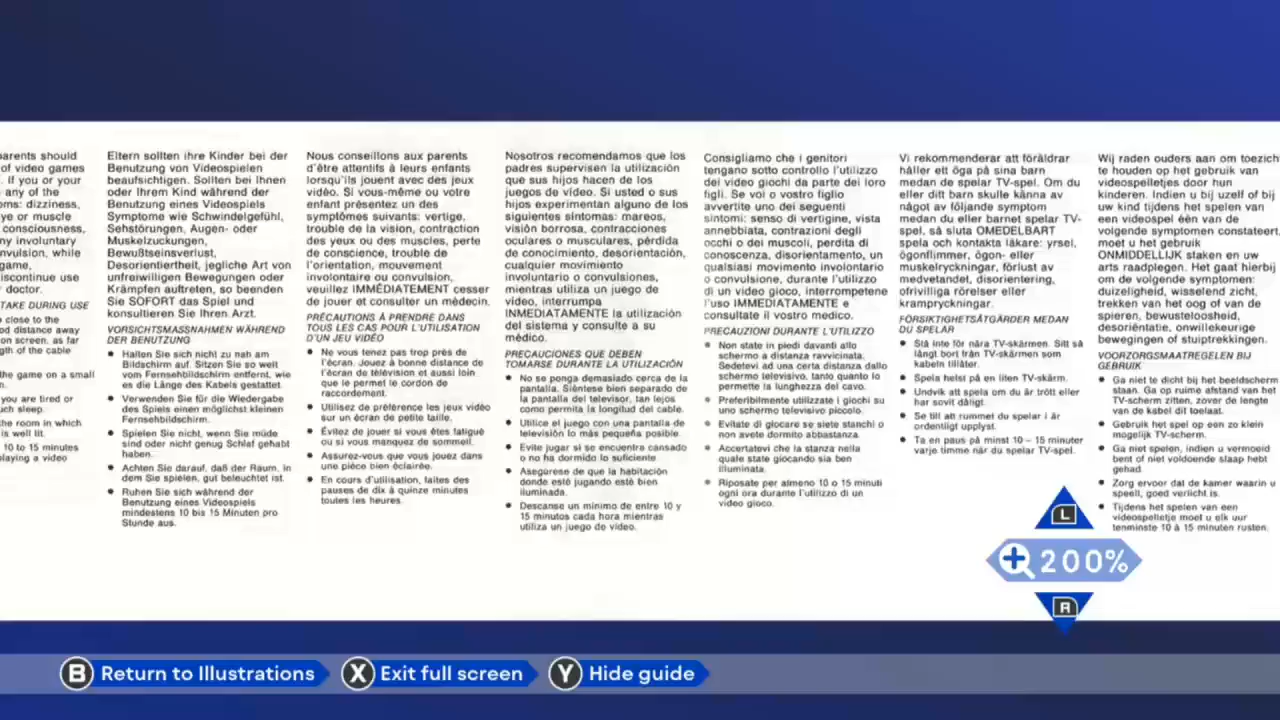 arents should
of video games
. If you or your
any of the
oms: dizziness,
ye or muscle
consciousness,
ny involuntary
nvulsion, while
game,
iscontinue use
doctor.
TAKE DURING USE
close to the
od distance away
on screen, as far
gth of the cable
the game on a small
n.
you are tired or
uch sleep.
the room in which
is well lit.
10 to 15 minutes
playing a video
Eltern sollten ihre Kinder bei der
Benutzung von Videospielen
beaufsichtigen. Sollten bei Ihnen
oder Ihrem Kind während der
Benutzung eines Videospiels
Symptome wie Schwindelgefühl,
Sehstörungen, Augen- oder
Muskelzuckungen,
Bewußtseinsverlust,
Desorientiertheit, jegliche Art von
unfreiwilligen Bewegungen oder
Krämpfen auftreten, so beenden
Sie SOFORT das Spiel und
konsultieren Sie Ihren Arzt.
VORSICHTSMASSNAHMEN WÄHREND
DER BENUTZUNG
• Halten Sie sich nicht zu nah am
Bildschirm auf. Sitzen Sie so weit
vom Fernsehbildschirm entfernt, wie
es die Länge des Kabels gestattet.
• Verwenden Sie für die Wiedergabe
des Spiels einen möglichst kleinen
Fernsehbildschirm.
• Spielen Sie nicht, wenn Sie müde
sind oder nicht genug Schlaf gehabt
haben.
• Achten Sie darauf, daß der Raum, in
dem Sie spielen, gut beleuchtet ist.
• Ruhen Sie sich während der
Benutzung eines Videospiels
mindestens 10 bis 15 Minuten pro
Stunde aus.
Nous conseillons aux parents
d'être attentifs à leurs enfants
lorsqu'ils jouent avec des jeux
vidéo. Si vous-même ou votre
enfant présentez un des
symptômes suivants: vertige,
trouble de la vision, contraction
des yeux ou des muscles, perte
de conscience, trouble de
l'orientation, mouvement
involontaire ou convulsion,
veuillez IMMÉDIATEMENT cesser
de jouer et consulter un médecin.
PRÉCAUTIONS À PRENDRE DANS
TOUS LES CAS POUR L'UTILISATION
D'UN JEU VIDÉO
• Ne vous tenez pas trop près de
l'écran. Jouez à bonne distance de
l'écran de télévision et aussi loin
que le permet le cordon de
raccordement.
• Utilisez de préférence les jeux vidéo
sur un écran de petite taille.
• Évitez de jouer si vous êtes fatigué
ou si vous manquez de sommeil.
• Assurez-vous que vous jouez dans
une pièce bien éclairée.
• En cours d'utilisation, faites des
pauses de dix à quinze minutes
toutes les heures.
Nosotros recomendamos que los
padres supervisen la utilización
que sus hijos hacen de los
juegos de vídeo. Si usted o sus
hijos experimentan alguno de los
siguientes síntomas: mareos,
visión borrosa, contracciones
oculares o musculares, pérdida
de conocimiento, desorientación,
cualquier movimiento
involuntario o convulsiones,
mientras utiliza un juego de
vídeo, interrumpa
INMEDIATAMENTE la utilización
del sistema y consulte a su
médico.
PRECAUCIONES QUE DEBEN
TOMARSE DURANTE LA UTILIZACIÓN
• No se ponga demasiado cerca de la
pantalla. Siéntese bien separado de
la pantalla del televisor, tan lejos
como permita la longitud del cable.
• Utilice el juego con una pantalla de
televisión lo más pequeña posible.
• Evite jugar si se encuentra cansado
o no ha dormido lo suficiente.
• Asegúrese de que la habitación
donde esté jugando esté bien
iluminada.
• Descanse un mínimo de entre 10 y
15 minutos cada hora mientras
utiliza un juego de vídeo.
Consigliamo che i genitori
tengano sotto controllo l'utilizzo
dei video giochi da parte dei loro
figli. Se voi o vostro figlio
avvertite uno dei seguenti
sintomi: senso di vertigine, vista
annebbiata, contrazioni degli
occhi o dei muscoli, perdita di
conoscenza, disorientamento, un
qualsiasi movimento involontario
o convulsione, durante l'utilizzo
di un video gioco, interrompete
l'uso IMMEDIATAMENTE e
consultate il vostro medico.
PRECAUZIONI DURANTE L'UTILIZZO
• Non state in piedi davanti allo
schermo a distanza ravvicinata.
Sedetevi ad una certa distanza dallo
schermo televisivo, tanto quanto lo
permette la lunghezza del cavo.
• Preferibilmente utilizzate i giochi su
uno schermo televisivo piccolo.
• Evitate di giocare se siete stanchi o
non avete dormito abbastanza.
• Accertatevi che la stanza nella
quale state giocando sia ben
illuminata.
• Riposate per almeno 10 o 15 minuti
ogni ora durante l'utilizzo di un
video gioco.
Vi rekommenderar att föräldrar
håller ett öga på sina barn
medan de spelar TV-spel. Om du
eller ditt barn skulle känna av
något av följande symptom
medan du eller barnet spelar TV-
spel, så sluta OMEDELBART
spela och kontakta läkare: yrsel,
ögonflimmer, ögon- eller
muskelryckningar, förlust av
medvetandet, disorientering,
ofrivilliga rörelser eller
krampryckningar.
FÖRSIKTIGHETSÅTGÄRDER MEDAN
DU SPELAR
• Stå inte för nära TV-skärmen. Sitt så
långt bort från TV-skärmen som
kabeln tillåter.
• Spela helst på en liten TV-skärm.
• Undvik att spela om du är trött eller
har sovit dåligt.
• Se till att rummet du spelar i är
ordentligt upplyst.
• Ta en paus på minst 10 – 15 minuter
varje timme när du spelar TV-spel.
Wij raden ouders aan om toezich
te houden op het gebruik van
videospelletjes door hun
kinderen. Indien u bij uzelf of bij
uw kind tijdens het spelen van
een videospel één van de
volgende symptomen constateert,
moet u het gebruik
ONMIDDELLIJK staken en uw
arts raadplegen. Het gaat hierbij
om de volgende symptomen:
duizeligheid, wisselend zicht,
trekken van het oog of van de
spieren, bewusteloosheid,
desoriëntatie, onwillekeurige
bewegingen of stuiptrekkingen.
VOORZORGSMAATREGELEN BIJ
GEBRUIK
• Ga niet te dicht bij het beeldscherm
staan. Ga op ruime afstand van het
TV-scherm zitten, zover de lengte
van de kabel dit toelaat.
• Gebruik het spel op een zo klein
mogelijk TV-scherm.
• Ga niet spelen, indien u vermoeid
bent of niet voldoende slaap hebt
gehad.
• Zorg ervoor dat de kamer waarin u
speelt, goed verlicht is.
• Tijdens het spelen van een
videospelletje moet u elk uur
tenminste 10 à 15 minuten rusten.
L
200%
R
B Return to Illustrations
X Exit full screen
Y Hide guide